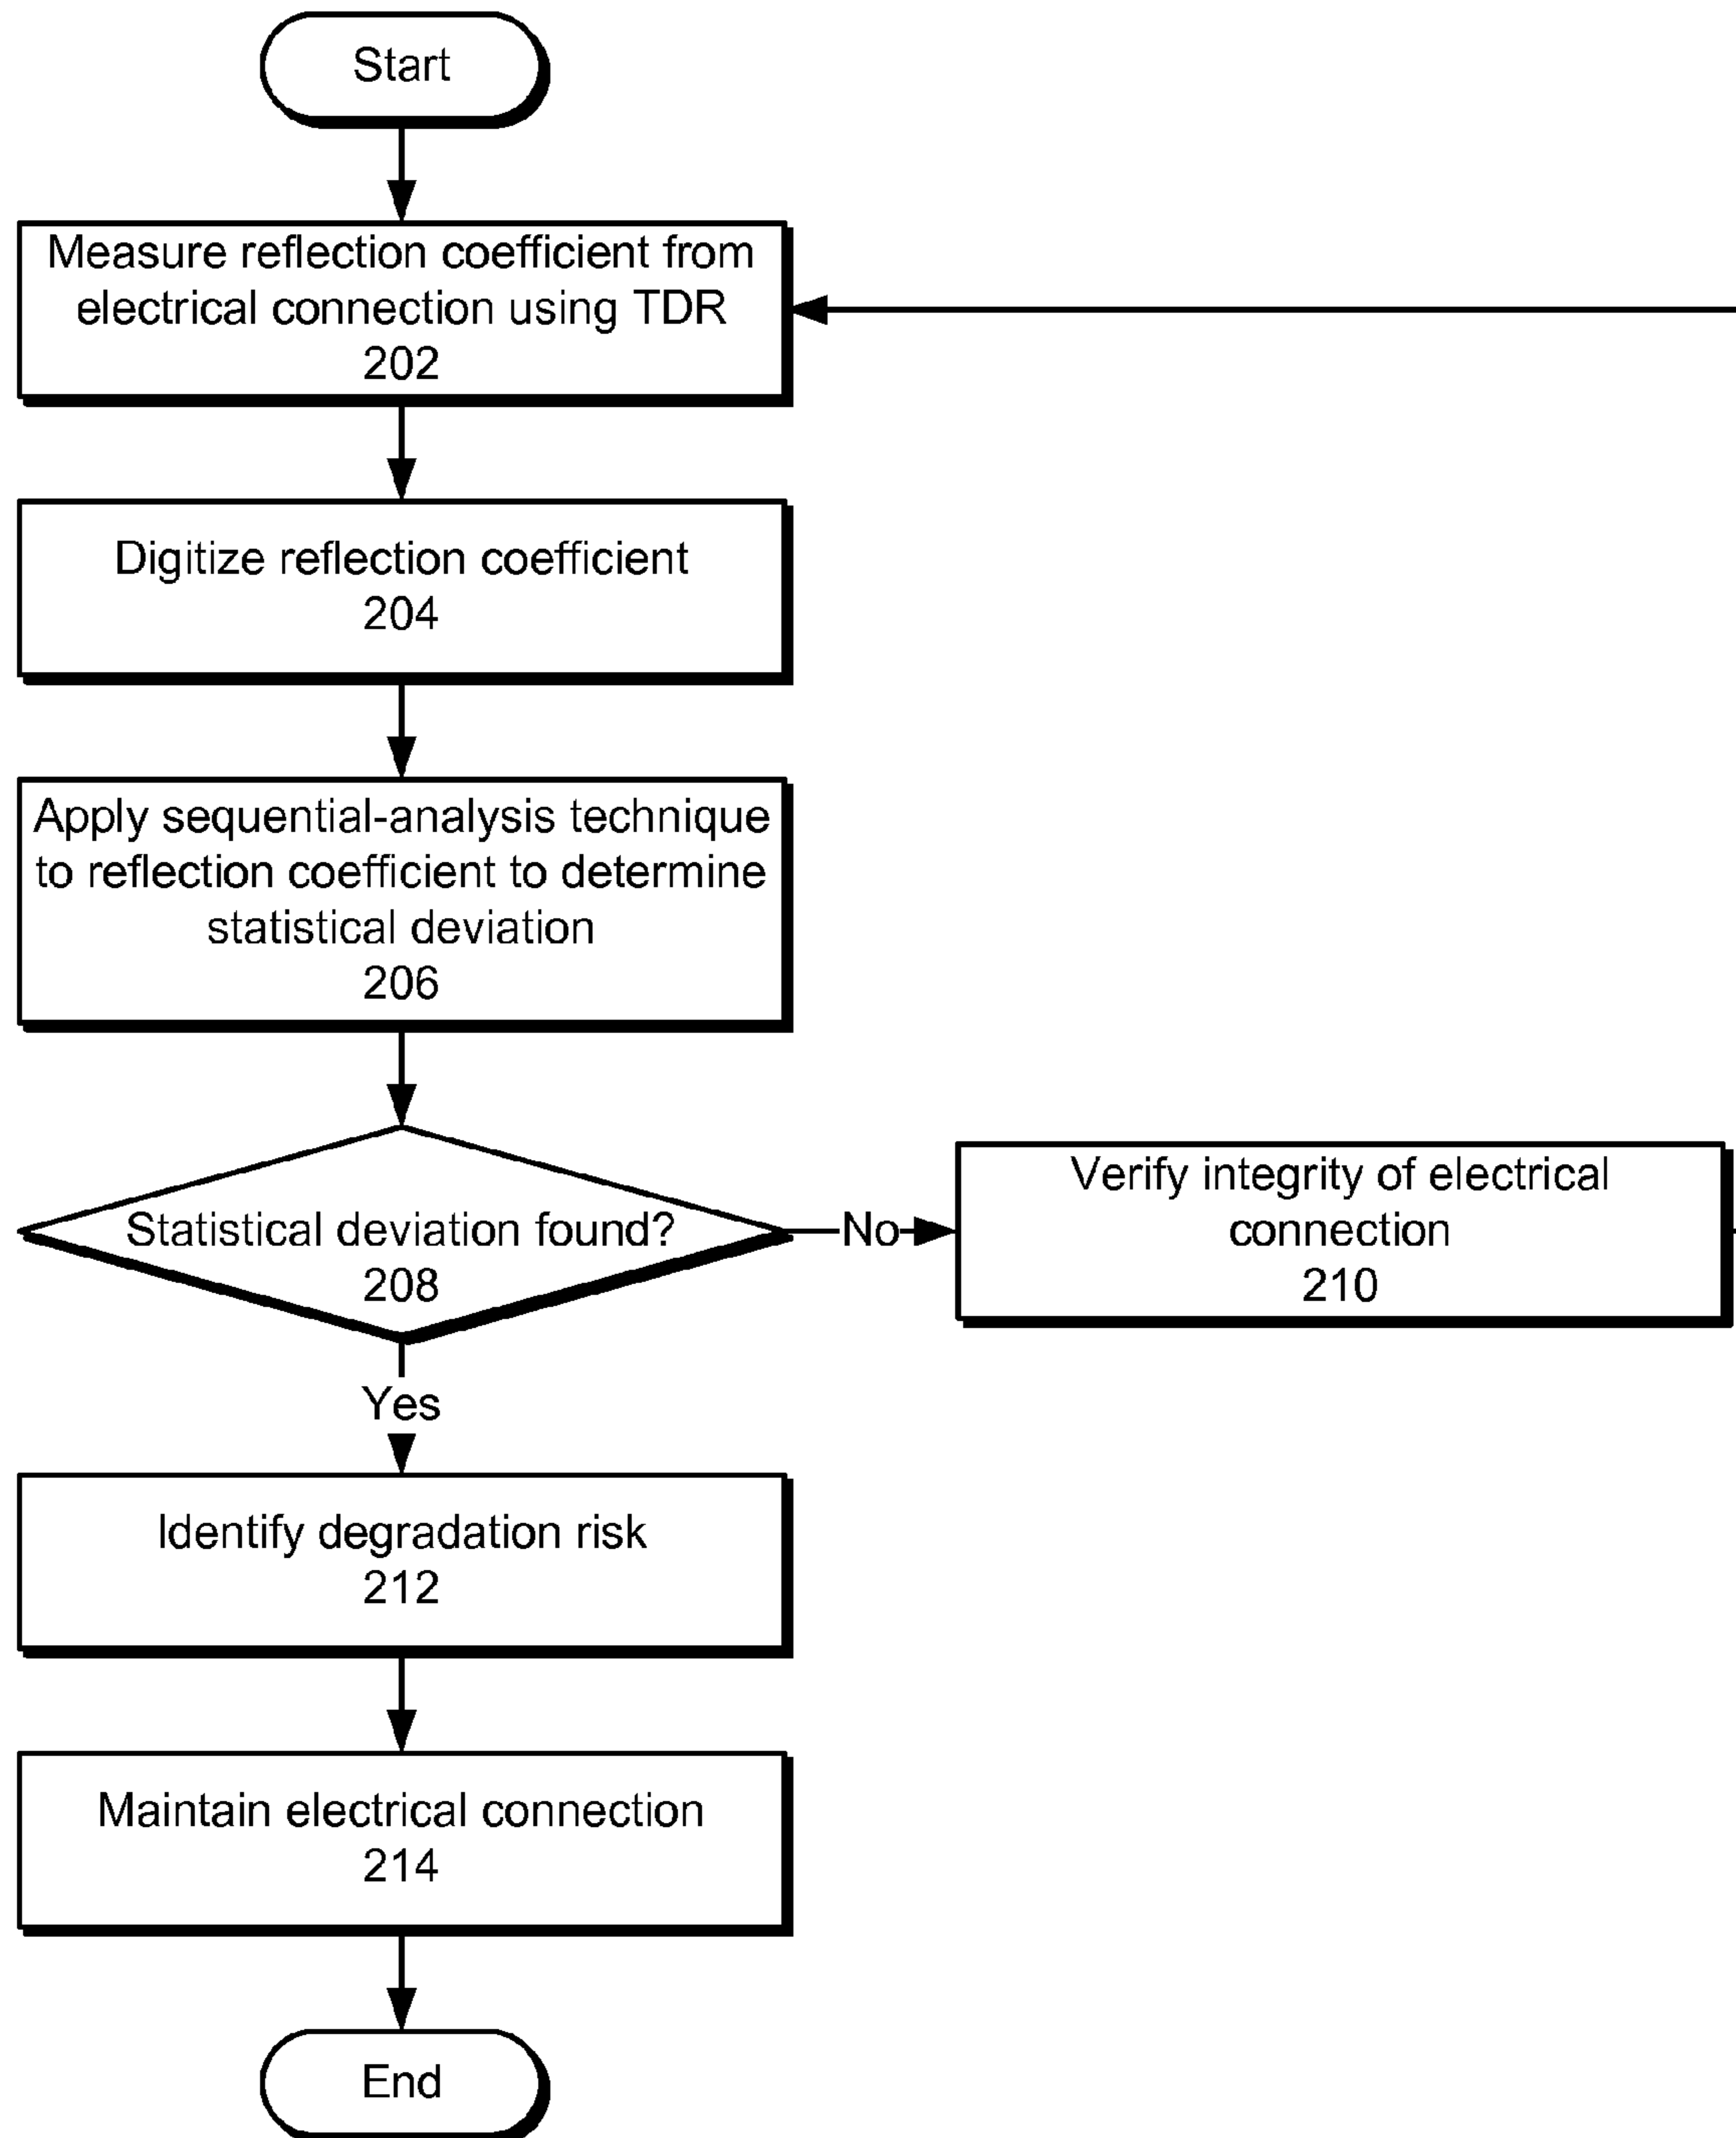 Start
Measure reflection coefficient from
electrical connection using TDR
202
Digitize reflection coefficient
204
Apply sequential-analysis technique
to reflection coefficient to determine
statistical deviation
206
Statistical deviation found?
208
No
Verify integrity of electrical
connection
210
Yes
Identify degradation risk
212
Maintain electrical connection
214
End